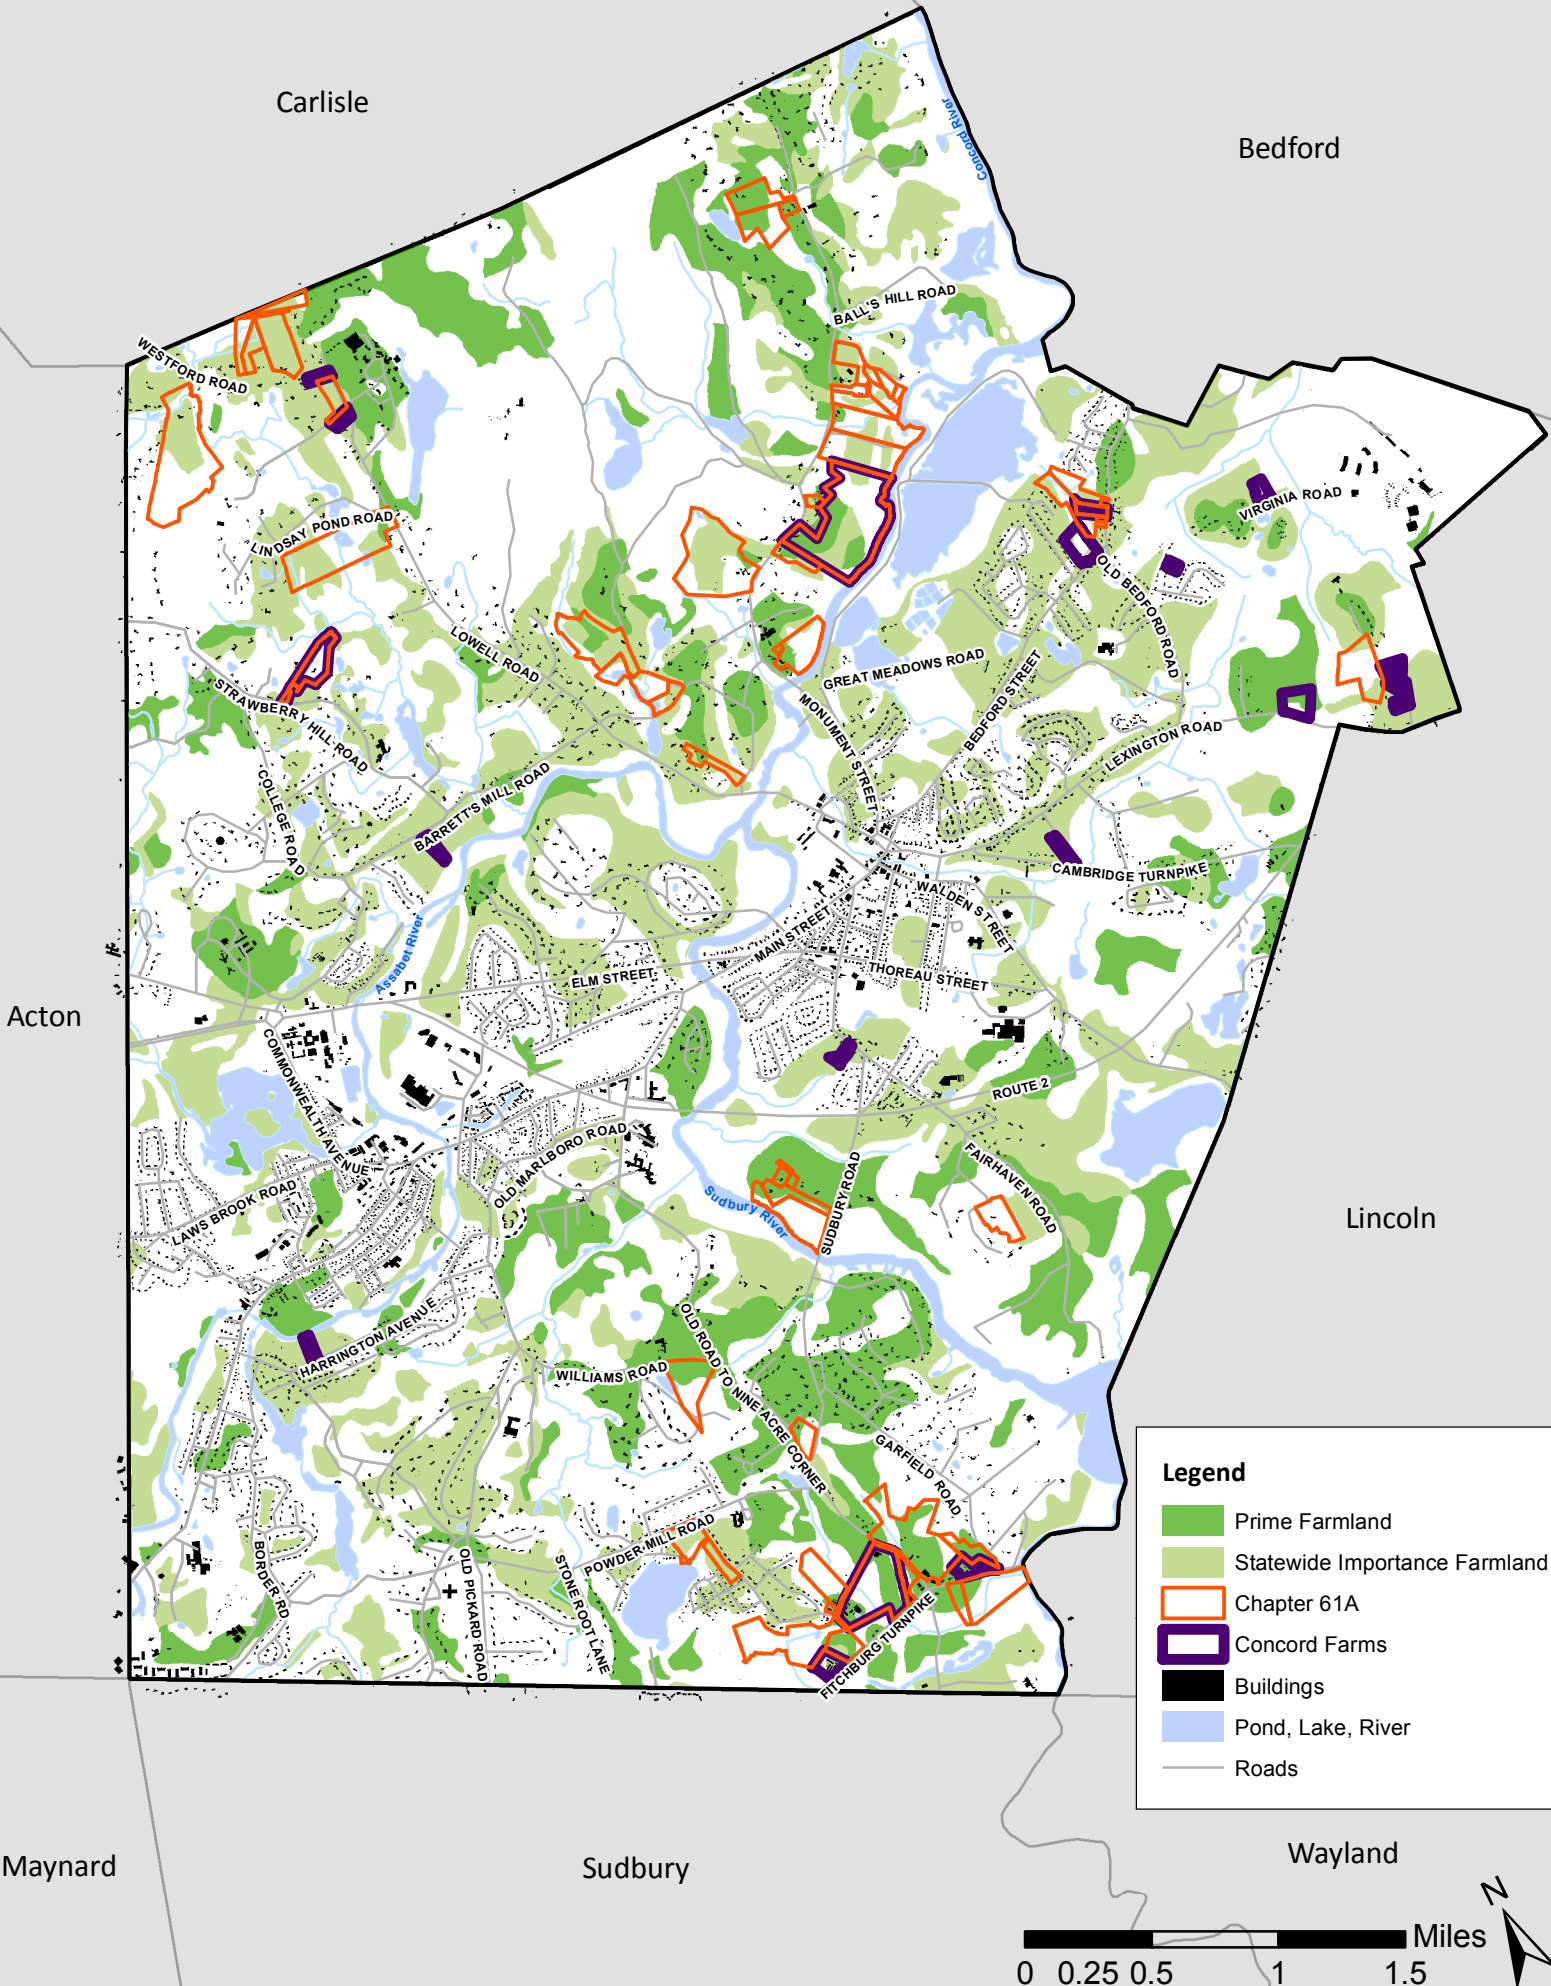 Carlisle
Bedford
Concord River
BALL'S HILL ROAD
WESTFORD ROAD
VIRGINIA ROAD
LINDSAY POND ROAD
OLD BEDFORD ROAD
LOWELL ROAD
GREAT MEADOWS ROAD
BEDFORD STREET
STRAWBERRY HILL ROAD
MONUMENT STREET
LEXINGTON ROAD
COLLEGE ROAD
BARRETT'S MILL ROAD
CAMBRIDGE TURNPIKE
WALDEN STREET
MAIN STREET
Assabet River
ELM STREET
THOREAU STREET
Acton
COMMONWEALTH AVENUE
ROUTE 2
OLD MARLBORO ROAD
FAIRHAVEN ROAD
LAWS BROOK ROAD
Sudbury River
SUDBURY ROAD
Lincoln
HARRINGTON AVENUE
OLD ROAD TO NINE ACRE CORNER
WILLIAMS ROAD
GARFIELD ROAD
BORDER RD
OLD PICKARD ROAD
STONEROOT LANE
POWDER MILL ROAD
FITCHBURG TURNPIKE
Legend
Prime Farmland
Statewide Importance Farmland
Chapter 61A
Concord Farms
Buildings
Pond, Lake, River
Roads
Maynard
Sudbury
Wayland
N
Miles
0 0.25 0.5 1 1.5